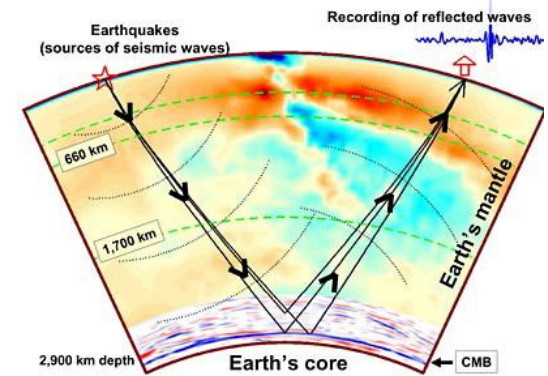 Earthquakes
(sources of seismic waves)
Recording of reflected waves
660 km
1,700 km
Earth's mantle
2,900 km depth
Earth's core
CMB